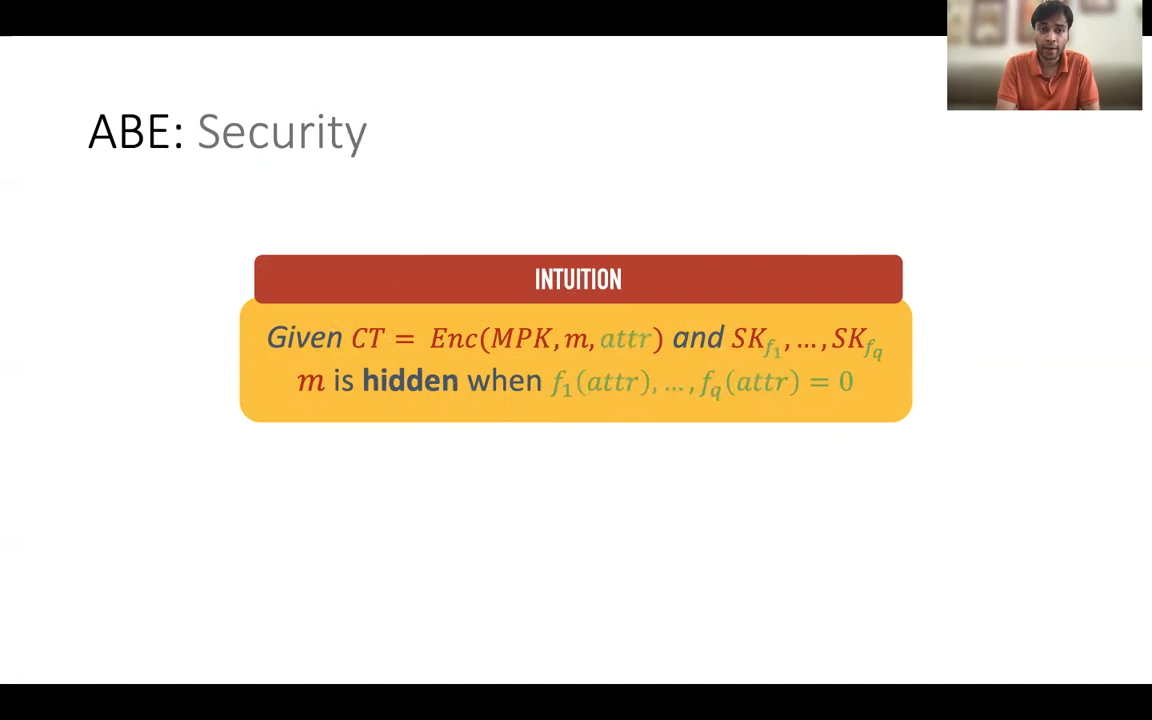 ABE: Security
INTUITION
Given CT = Enc(MPK, m, attr) and SK_{f_1}, ..., SK_{f_q}
m is hidden when f_1(attr), ..., f_q(attr) = 0